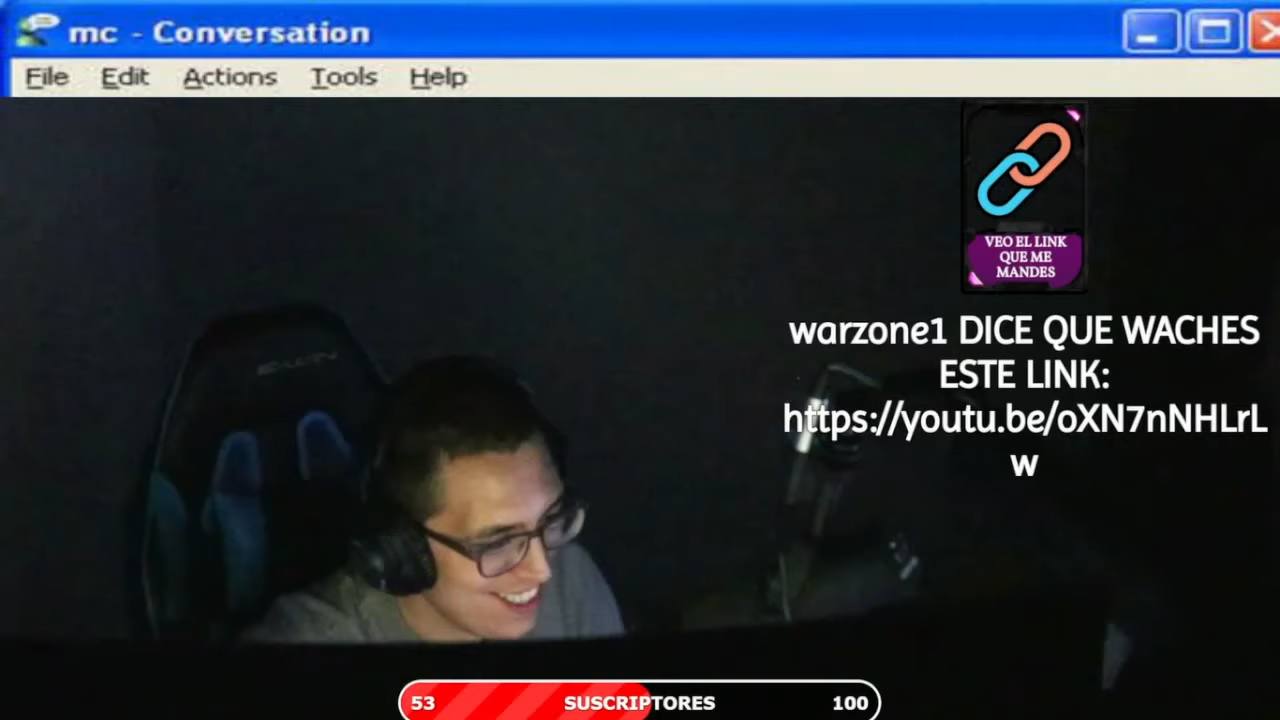 mc - Conversation
File Edit Actions Tools Help
VEO EL LINK
QUE ME
MANDES
warzone1 DICE QUE WACHES
ESTE LINK:
https://youtu.be/oXN7nNHLrL
w
53 SUSCRIPTORES 100